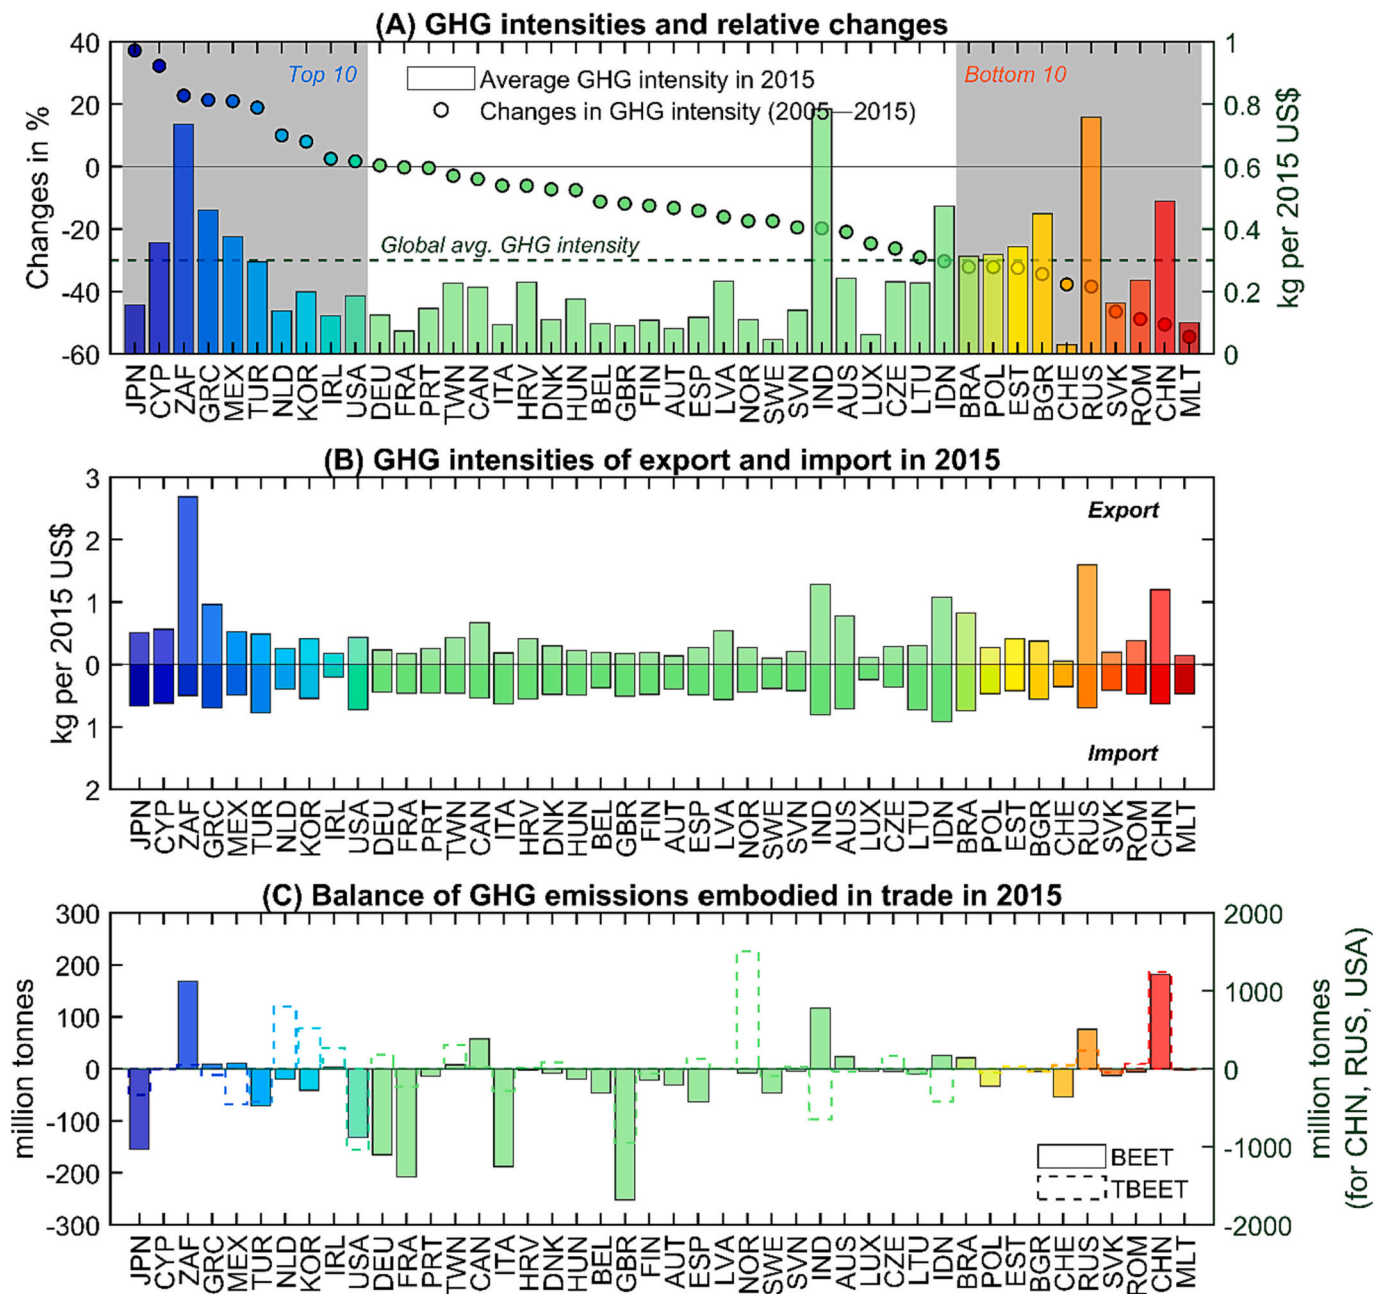 (A) GHG intensities and relative changes
40
20
0
-20
-40
-60
Changes in %
Top 10
Average GHG intensity in 2015
Changes in GHG intensity (2005—2015)
Bottom 10
Global avg. GHG intensity
1
0.8
0.6
0.4
0.2
0
kg per 2015 US$
JPN CYP ZAF GRC MEX TUR NLD KOR IRL USA DEU FRA PRT TWN CAN ITA HRV DNK HUN BEL GBR FIN AUT ESP LVA NOR SWE SVN IND AUS LUX CZE LTU IDN BRA POL EST BGR CHE RUS SVK ROM CHN MLT
(B) GHG intensities of export and import in 2015
3
2
1
0
1
2
kg per 2015 US$
Export
Import
JPN CYP ZAF GRC MEX TUR NLD KOR IRL USA DEU FRA PRT TWN CAN ITA HRV DNK HUN BEL GBR FIN AUT ESP LVA NOR SWE SVN IND AUS LUX CZE LTU IDN BRA POL EST BGR CHE RUS SVK ROM CHN MLT
(C) Balance of GHG emissions embodied in trade in 2015
300
200
100
0
-100
-200
-300
million tonnes
BEET
TBEET
2000
1000
0
-1000
-2000
million tonnes
(for CHN, RUS, USA)
JPN CYP ZAF GRC MEX TUR NLD KOR IRL USA DEU FRA PRT TWN CAN ITA HRV DNK HUN BEL GBR FIN AUT ESP LVA NOR SWE SVN IND AUS LUX CZE LTU IDN BRA POL EST BGR CHE RUS SVK ROM CHN MLT